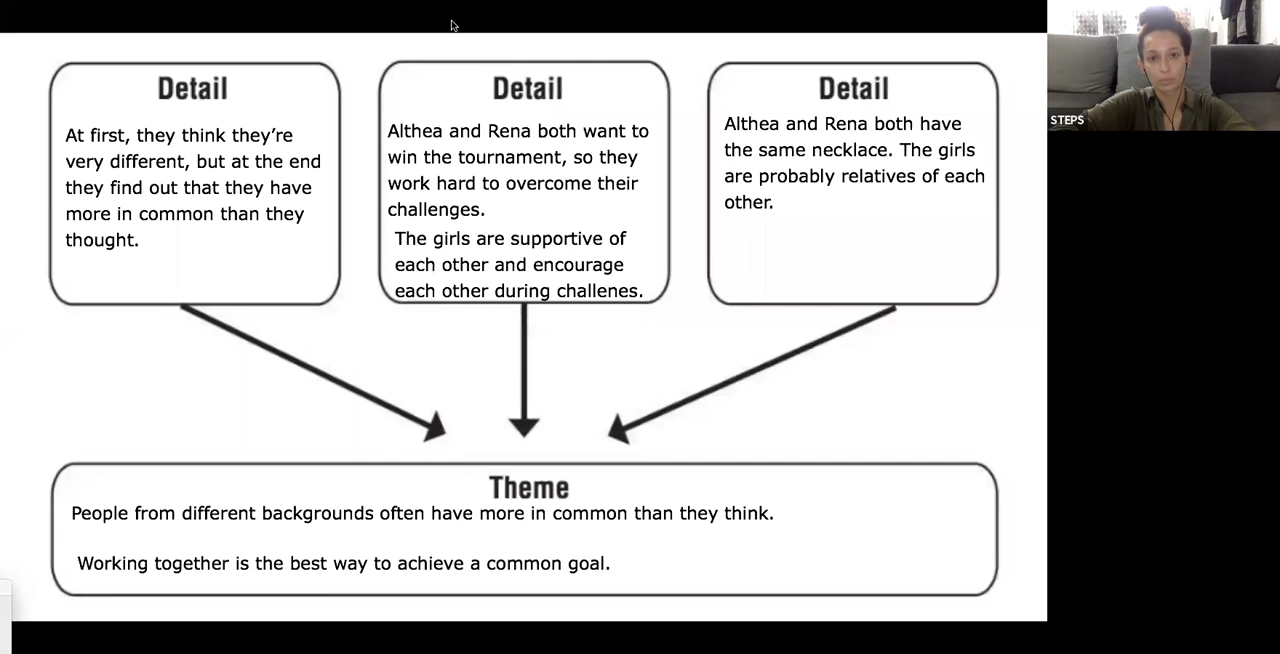 Detail
At first, they think they're
very different, but at the end
they find out that they have
more in common than they
thought.
Detail
Althea and Rena both want to
win the tournament, so they
work hard to overcome their
challenges.
The girls are supportive of
each other and encourage
each other during challenes.
Detail
Althea and Rena both have
the same necklace. The girls
are probably relatives of each
other.
STEPS
Theme
People from different backgrounds often have more in common than they think.
Working together is the best way to achieve a common goal.